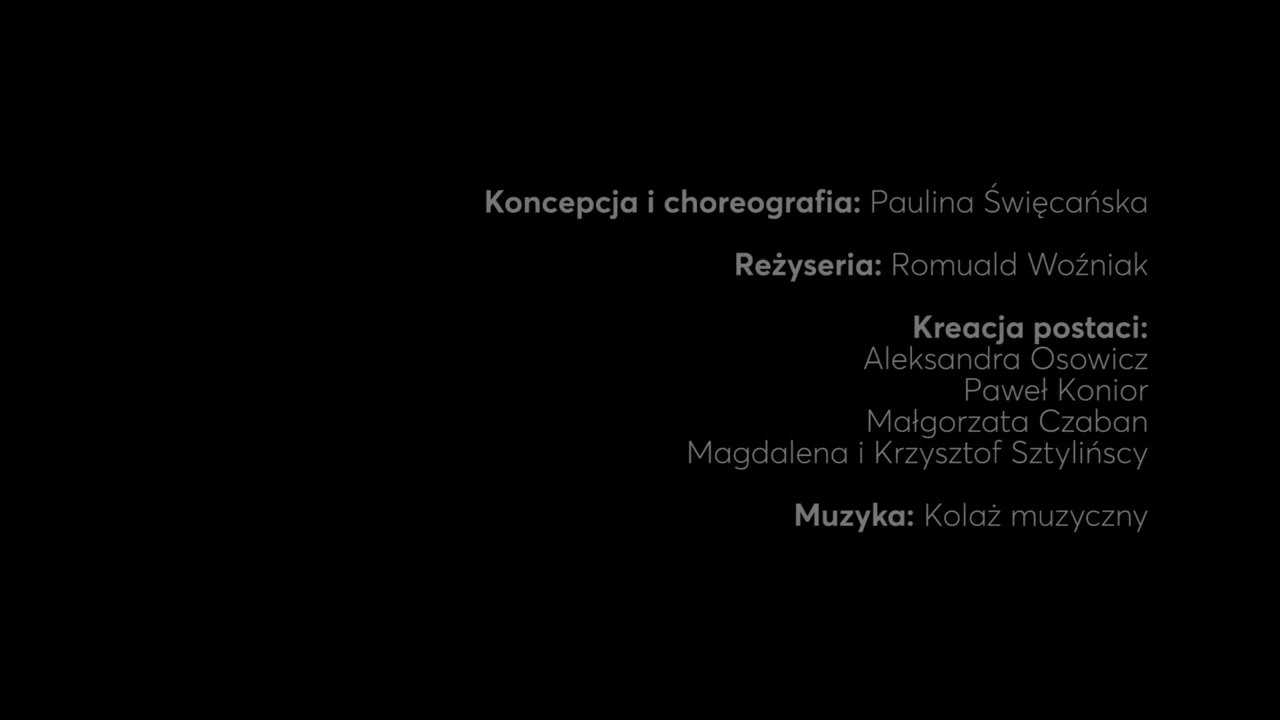 Koncepcja i choreografia: Paulina Święcańska
Reżyseria: Romuald Woźniak
Kreacja postaci:
Aleksandra Osowicz
Paweł Konior
Małgorzata Czaban
Magdalena i Krzysztof Sztylińscy
Muzyka: Kolaż muzyczny